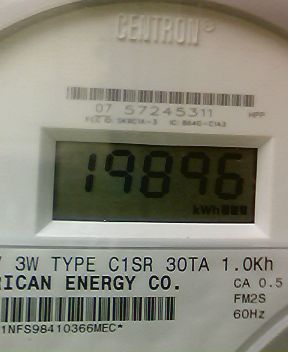 CENTRON®
07 57245311 HPP
19896
kWh
3W TYPE C1SR 30TA 1.0Kh
RICAN ENERGY CO. CA 0.5
FM2S
60Hz
1NFS98410366MEC*